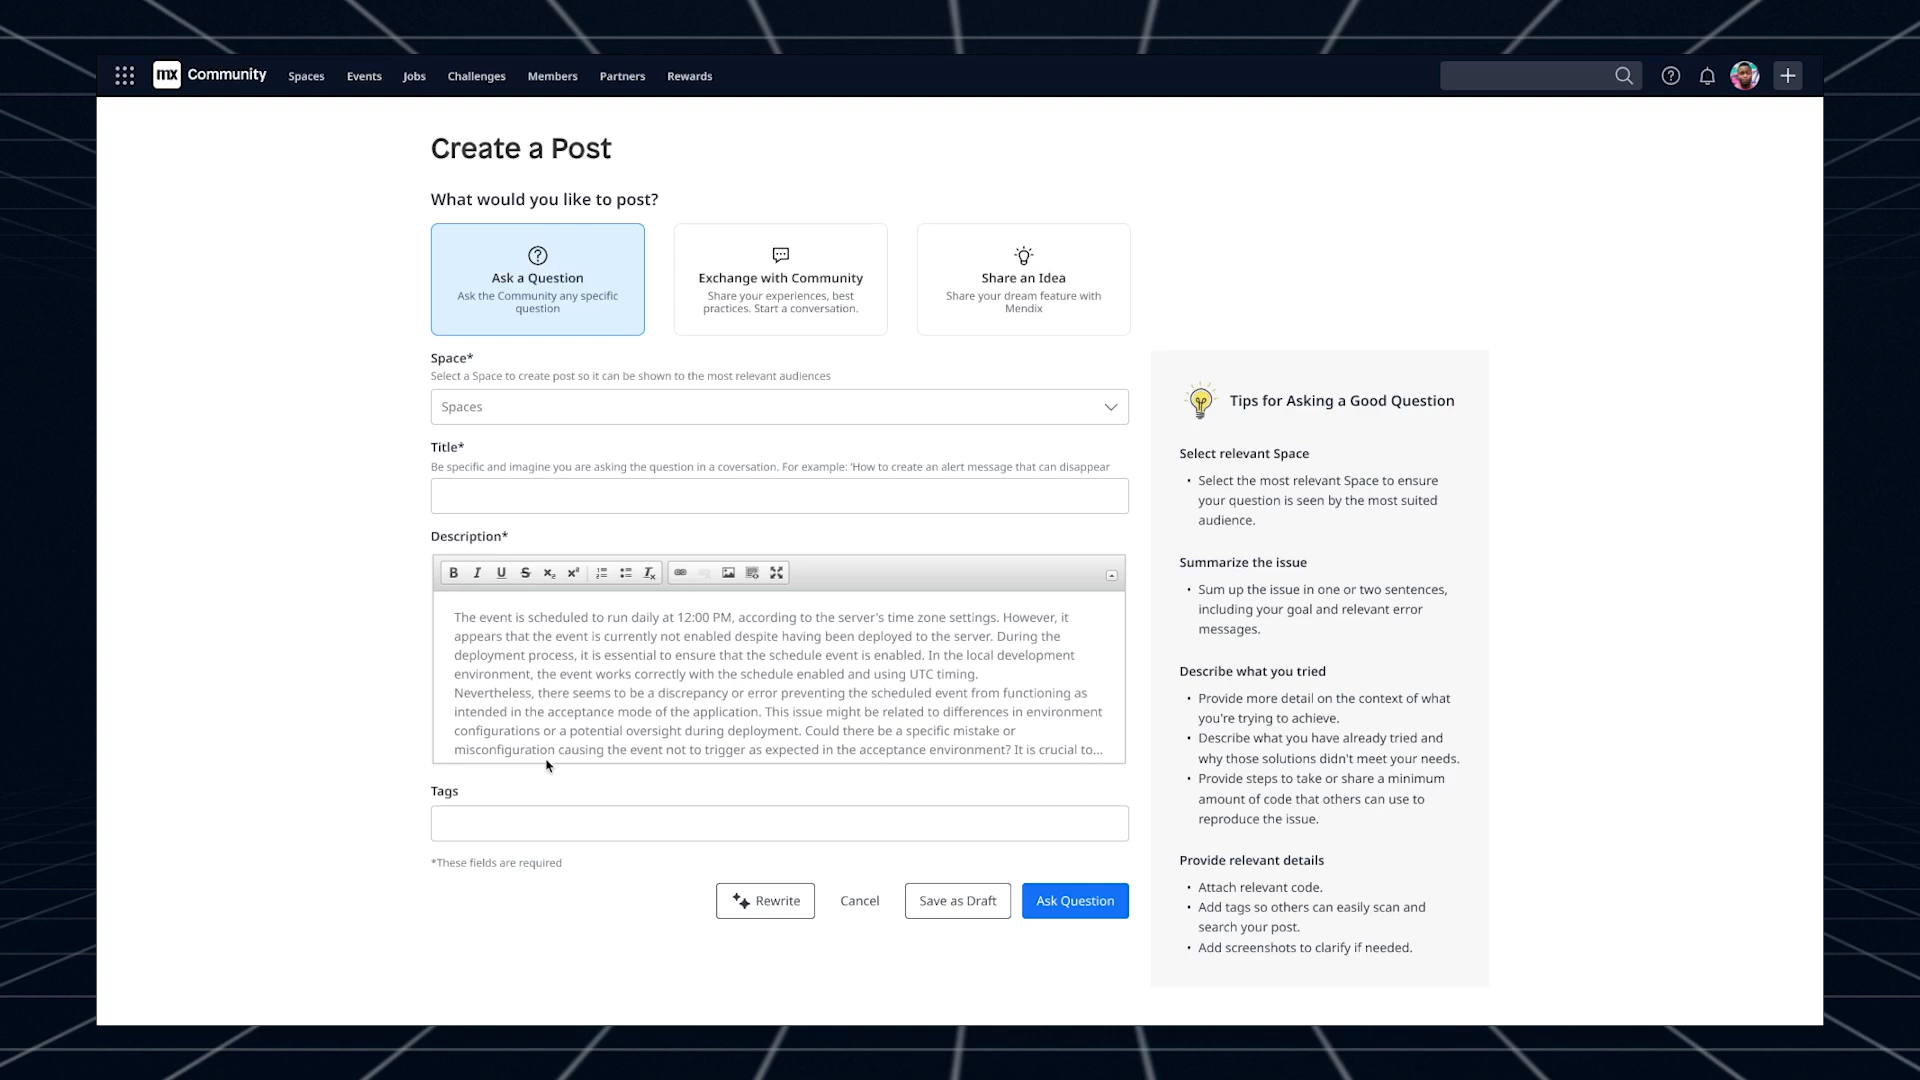 mx Community Spaces Events Jobs Challenges Members Partners Rewards
Create a Post
What would you like to post?
Ask a Question
Ask the Community any specific
question
Exchange with Community
Share your experiences, best
practices. Start a conversation.
Share an Idea
Share your dream feature with
Mendix
Space*
Select a Space to create post so it can be shown to the most relevant audiences
Spaces
Title*
Be specific and imagine you are asking the question in a coversation. For example: 'How to create an alert message that can disappear
Description*
B I U S x₂ x² Tx
The event is scheduled to run daily at 12:00 PM, according to the server's time zone settings. However, it
appears that the event is currently not enabled despite having been deployed to the server. During the
deployment process, it is essential to ensure that the schedule event is enabled. In the local development
environment, the event works correctly with the schedule enabled and using UTC timing.
Nevertheless, there seems to be a discrepancy or error preventing the scheduled event from functioning as
intended in the acceptance mode of the application. This issue might be related to differences in environment
configurations or a potential oversight during deployment. Could there be a specific mistake or
misconfiguration causing the event not to trigger as expected in the acceptance environment? It is crucial to...
Tags
*These fields are required
Rewrite Cancel Save as Draft Ask Question
Tips for Asking a Good Question
Select relevant Space
• Select the most relevant Space to ensure
your question is seen by the most suited
audience.
Summarize the issue
• Sum up the issue in one or two sentences,
including your goal and relevant error
messages.
Describe what you tried
• Provide more detail on the context of what
you're trying to achieve.
• Describe what you have already tried and
why those solutions didn't meet your needs.
• Provide steps to take or share a minimum
amount of code that others can use to
reproduce the issue.
Provide relevant details
• Attach relevant code.
• Add tags so others can easily scan and
search your post.
• Add screenshots to clarify if needed.